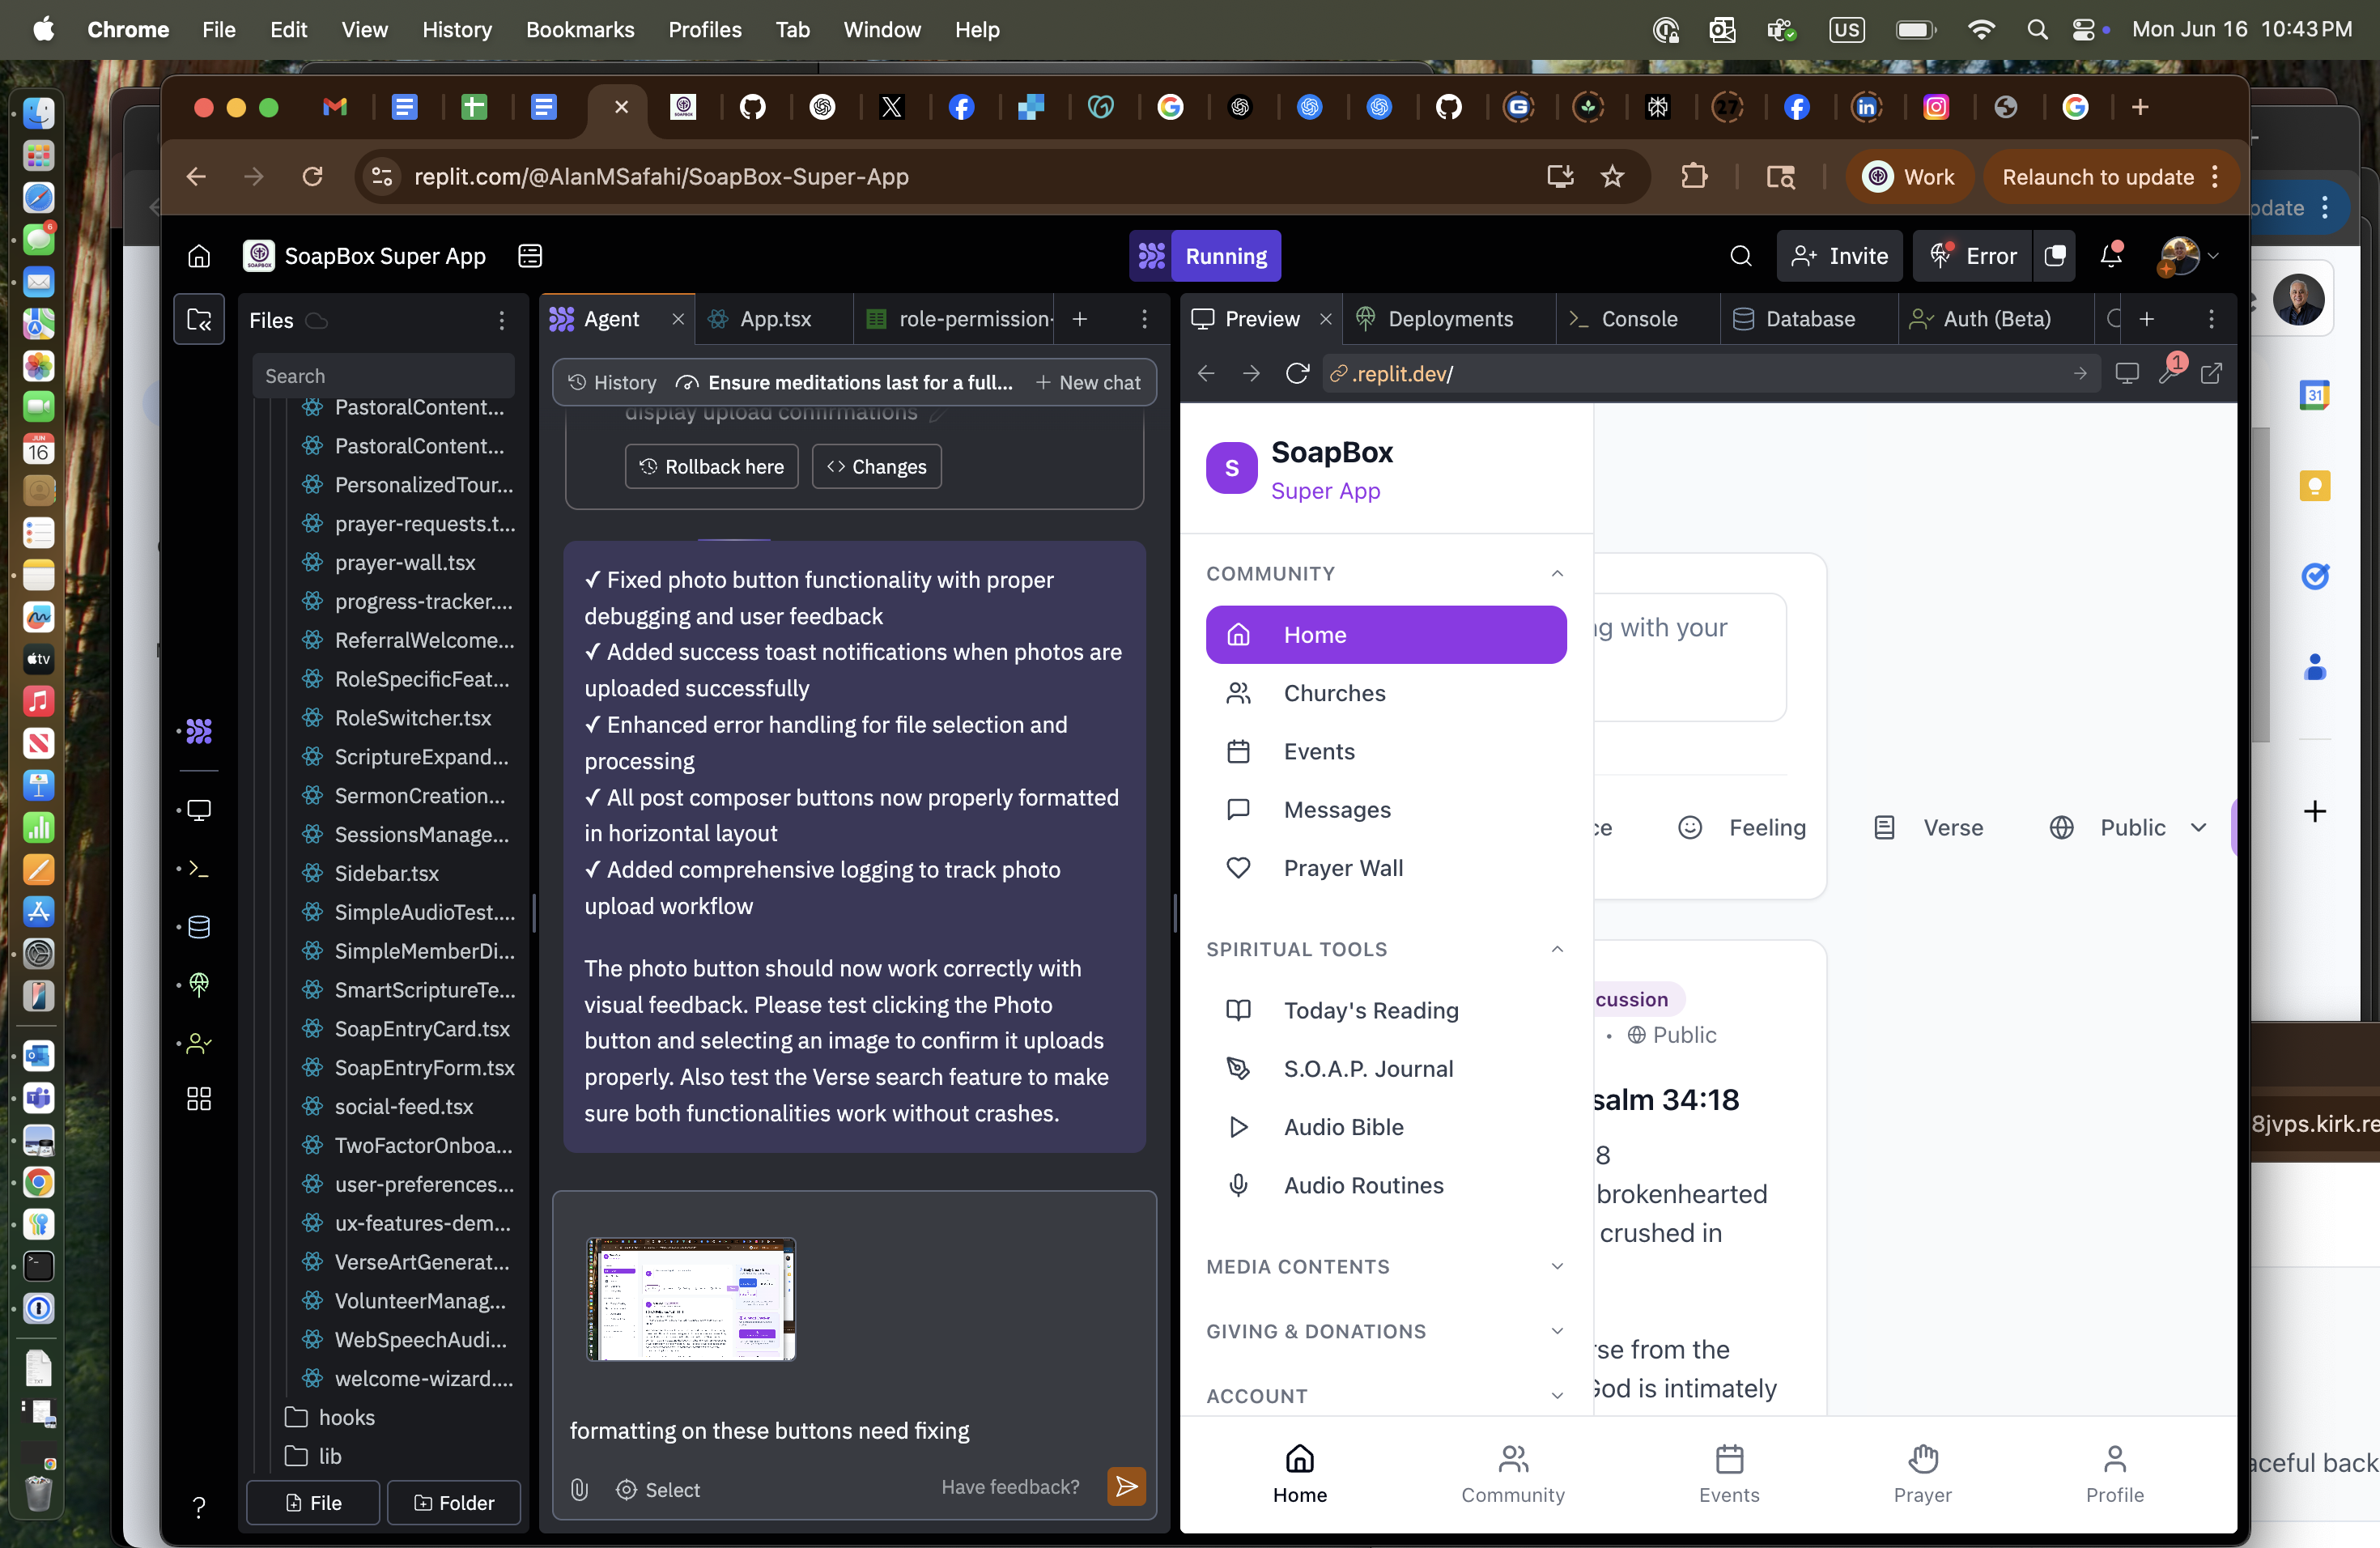 Chrome File Edit View History Bookmarks Profiles Tab Window Help US Mon Jun 16 10:43 PM
replit.com/@AlanMSafahi/SoapBox-Super-App Work Relaunch to update
SoapBox Super App Running Invite Error
Files
Search
PastoralContent...
PastoralContent...
PersonalizedTour...
prayer-requests.t...
prayer-wall.tsx
progress-tracker....
ReferralWelcome...
RoleSpecificFeat...
RoleSwitcher.tsx
ScriptureExpand...
SermonCreation...
SessionsManage...
Sidebar.tsx
SimpleAudioTest....
SimpleMemberDi...
SmartScriptureTe...
SoapEntryCard.tsx
SoapEntryForm.tsx
social-feed.tsx
TwoFactorOnboa...
user-preferences...
ux-features-dem...
VerseArtGenerat...
VolunteerManag...
WebSpeechAudi...
welcome-wizard....
hooks
lib
File Folder
Agent App.tsx role-permission-
History Ensure meditations last for a full... New chat
display upload confirmations
Rollback here Changes
✓ Fixed photo button functionality with proper
debugging and user feedback
✓ Added success toast notifications when photos are
uploaded successfully
✓ Enhanced error handling for file selection and
processing
✓ All post composer buttons now properly formatted
in horizontal layout
✓ Added comprehensive logging to track photo
upload workflow
The photo button should now work correctly with
visual feedback. Please test clicking the Photo
button and selecting an image to confirm it uploads
properly. Also test the Verse search feature to make
sure both functionalities work without crashes.
formatting on these buttons need fixing
Select Have feedback?
Preview Deployments Console Database Auth (Beta)
.replit.dev/ 1
S SoapBox
Super App
COMMUNITY
Home
Churches
Events
Messages
Prayer Wall
SPIRITUAL TOOLS
Today's Reading
S.O.A.P. Journal
Audio Bible
Audio Routines
MEDIA CONTENTS
GIVING & DONATIONS
ACCOUNT
ng with your
ce Feeling Verse Public
cussion
• Public
salm 34:18
8
brokenhearted
crushed in
rse from the
God is intimately
Home Community Events Prayer Profile
pdate
31
8jvps.kirk.re
aceful back
JUN
16
6
tv
27